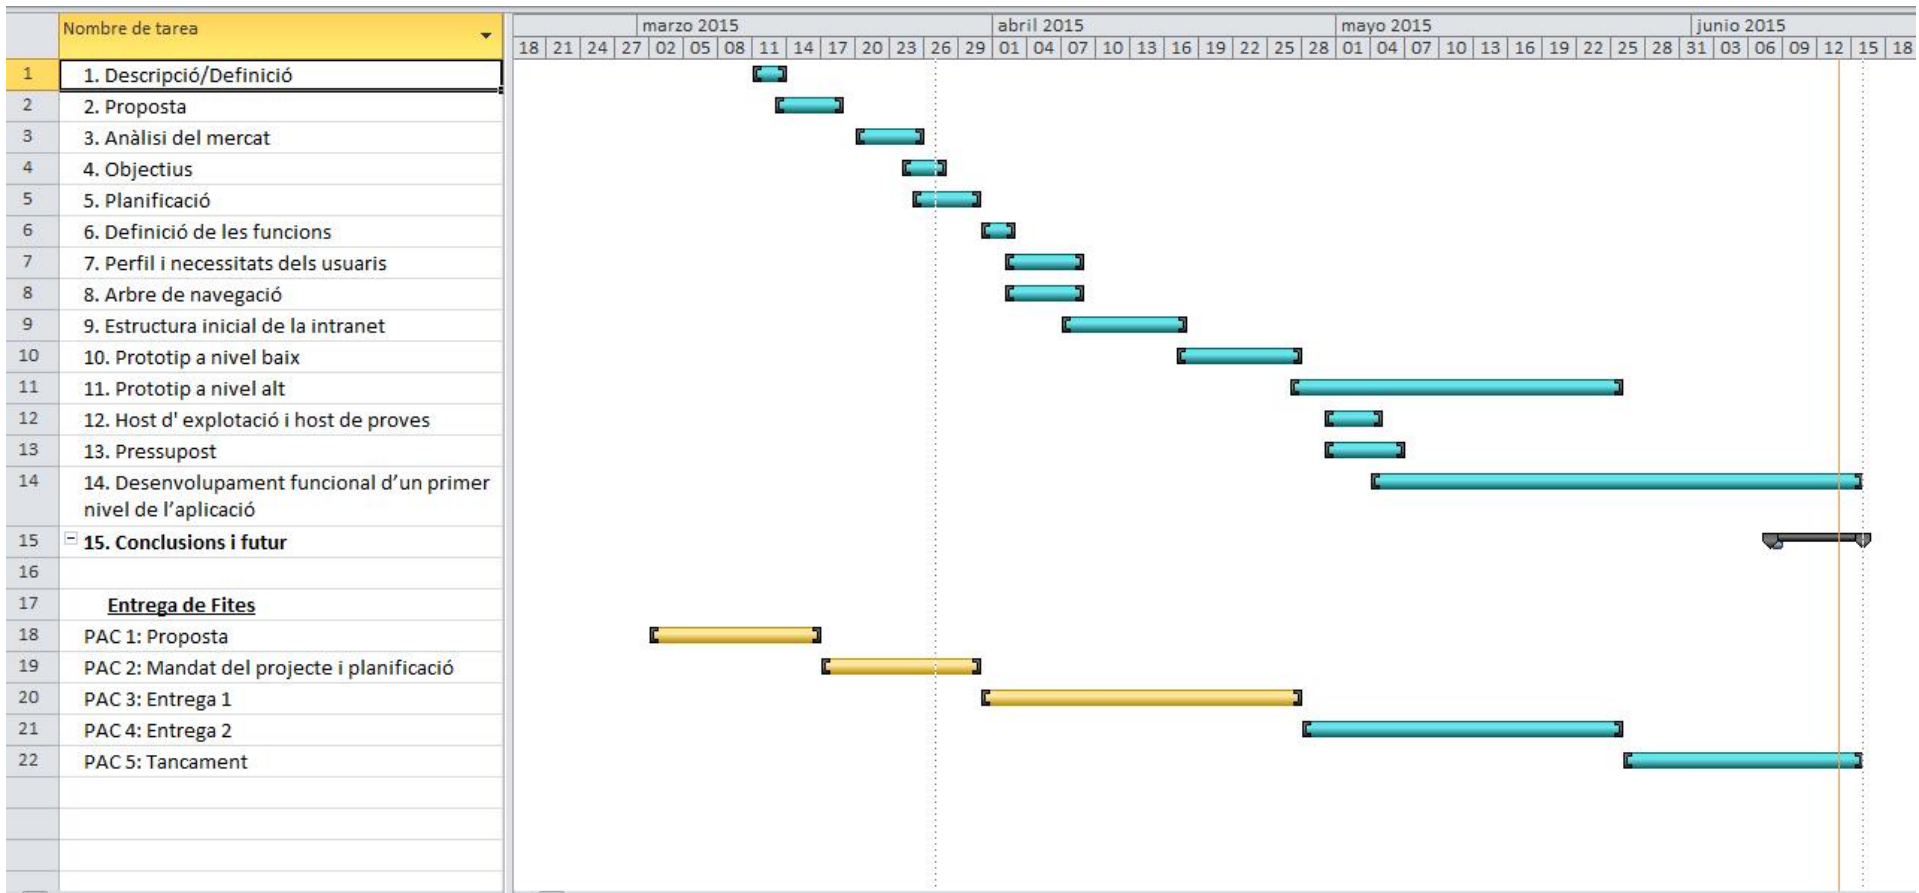 Nombre de tarea
marzo 2015 abril 2015 mayo 2015 junio 2015
18 21 24 27 02 05 08 11 14 17 20 23 26 29 01 04 07 10 13 16 19 22 25 28 01 04 07 10 13 16 19 22 25 28 31 03 06 09 12 15 18
1 1. Descripció/Definició
2 2. Proposta
3 3. Anàlisi del mercat
4 4. Objectius
5 5. Planificació
6 6. Definició de les funcions
7 7. Perfil i necessitats dels usuaris
8 8. Arbre de navegació
9 9. Estructura inicial de la intranet
10 10. Prototip a nivel baix
11 11. Prototip a nivel alt
12 12. Host d' explotació i host de proves
13 13. Pressupost
14 14. Desenvolupament funcional d’un primer
nivel de l’aplicació
15 15. Conclusions i futur
16
17 Entrega de Fites
18 PAC 1: Proposta
19 PAC 2: Mandat del projecte i planificació
20 PAC 3: Entrega 1
21 PAC 4: Entrega 2
22 PAC 5: Tancament